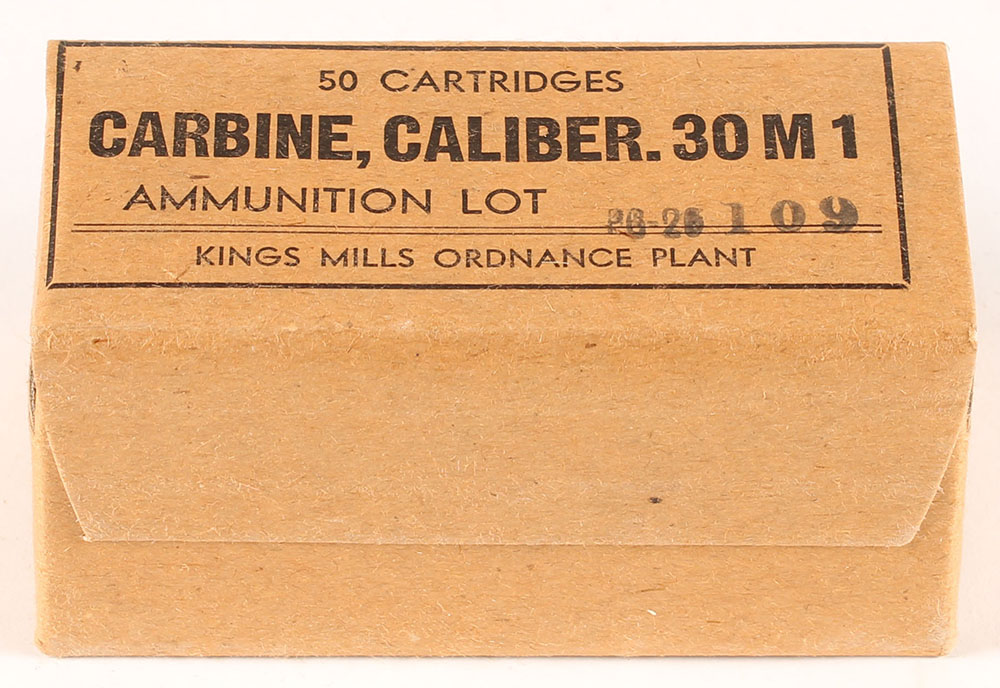 50 CARTRIDGES
CARBINE, CALIBER. 30 M 1
AMMUNITION LOT 109
KINGS MILLS ORDNANCE PLANT